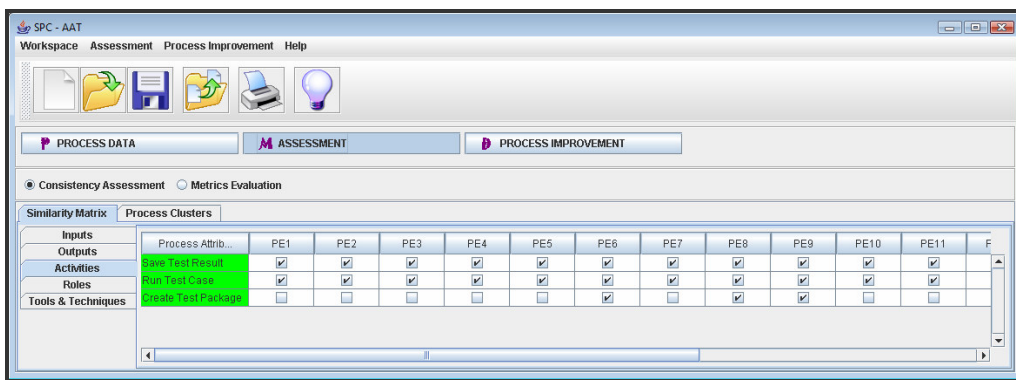 SPC - AAT
Workspace Assessment Process Improvement Help
PROCESS DATA M ASSESSMENT PROCESS IMPROVEMENT
Consistency Assessment Metrics Evaluation
Similarity Matrix Process Clusters
Inputs
Outputs
Activities
Roles
Tools & Techniques
Process Attrib... PE1 PE2 PE3 PE4 PE5 PE6 PE7 PE8 PE9 PE10 PE11
Save Test Result
Run Test Case
Create Test Package